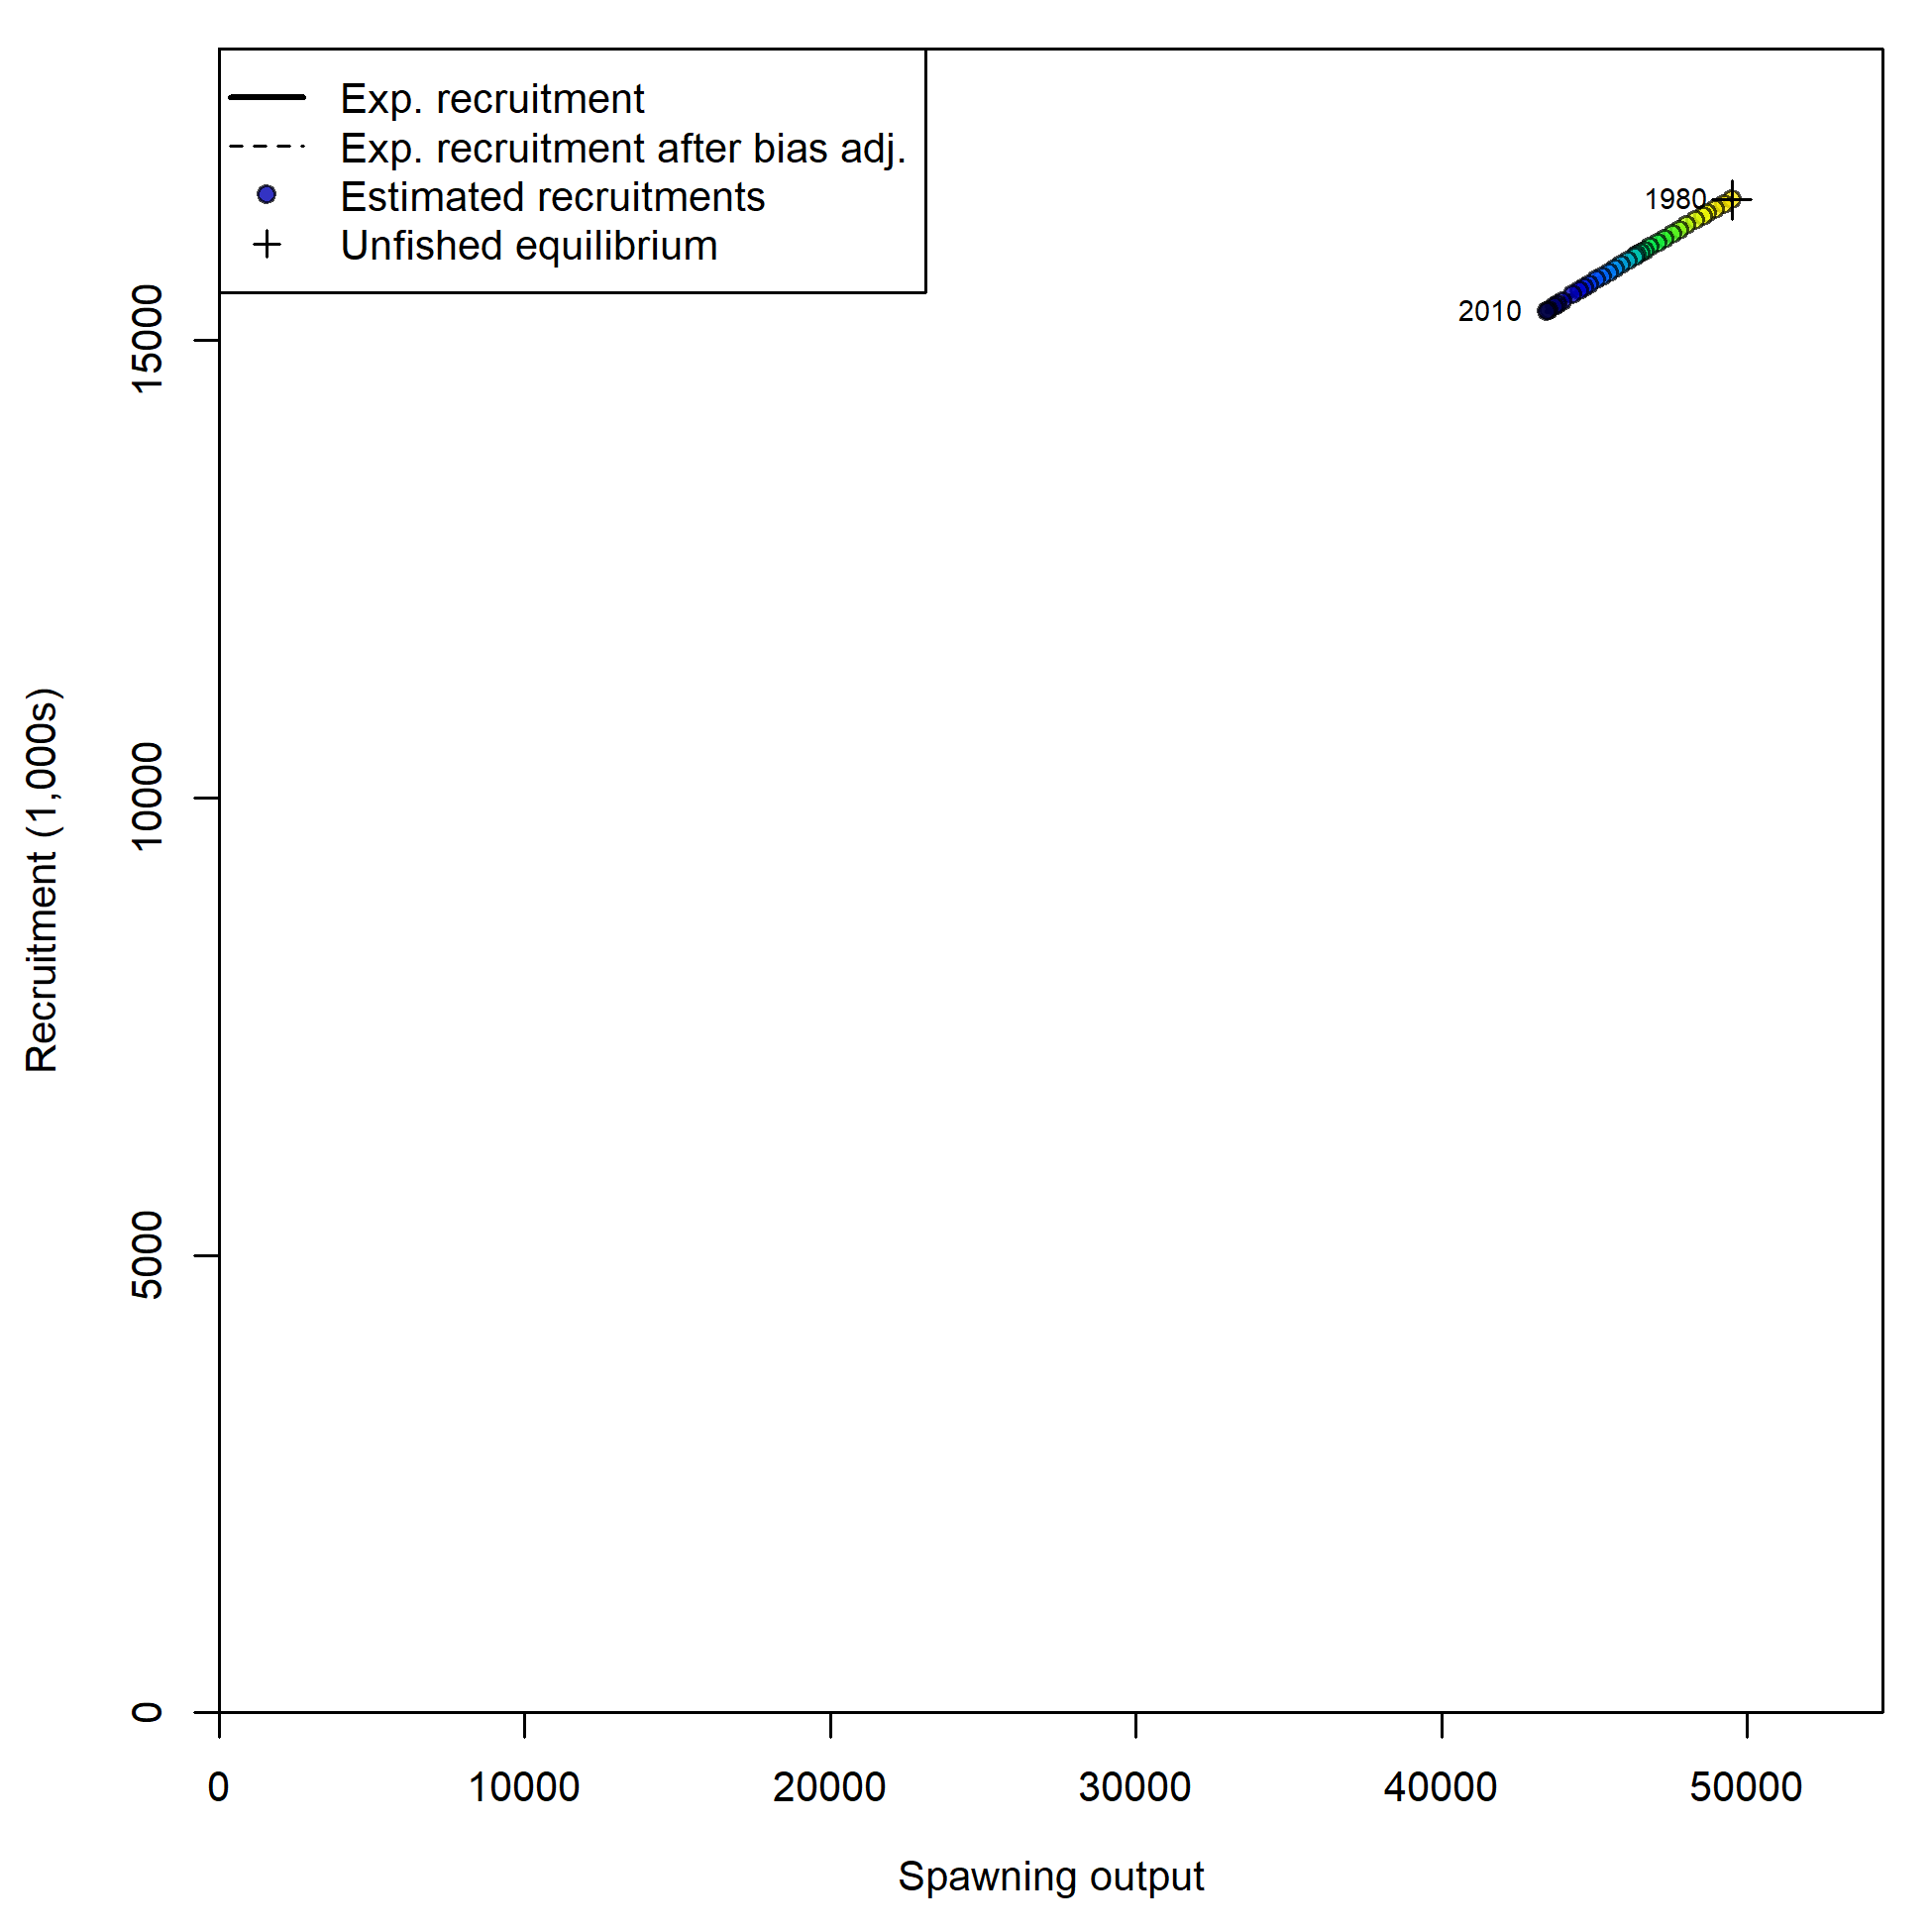 Exp. recruitment
Exp. recruitment after bias adj.
Estimated recruitments
Unfished equilibrium
1980
2010
15000
10000
5000
0
Recruitment (1,000s)
0 10000 20000 30000 40000 50000
Spawning output